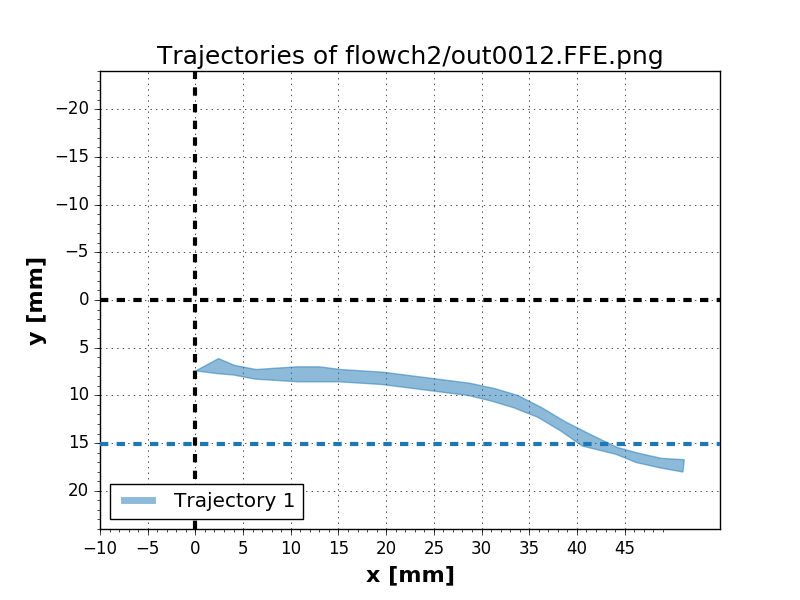 Trajectories of flowch2/out0012.FFE.png
y [mm]
−20
−15
−10
−5
0
5
10
15
20
Trajectory 1
−10 −5 0 5 10 15 20 25 30 35 40 45
x [mm]